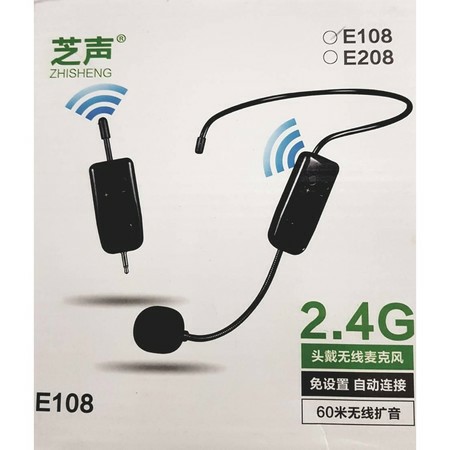 芝声®
ZHISHENG
E108
E208
2.4G
头戴无线麦克风
免设置 自动连接
60米无线扩音
E108